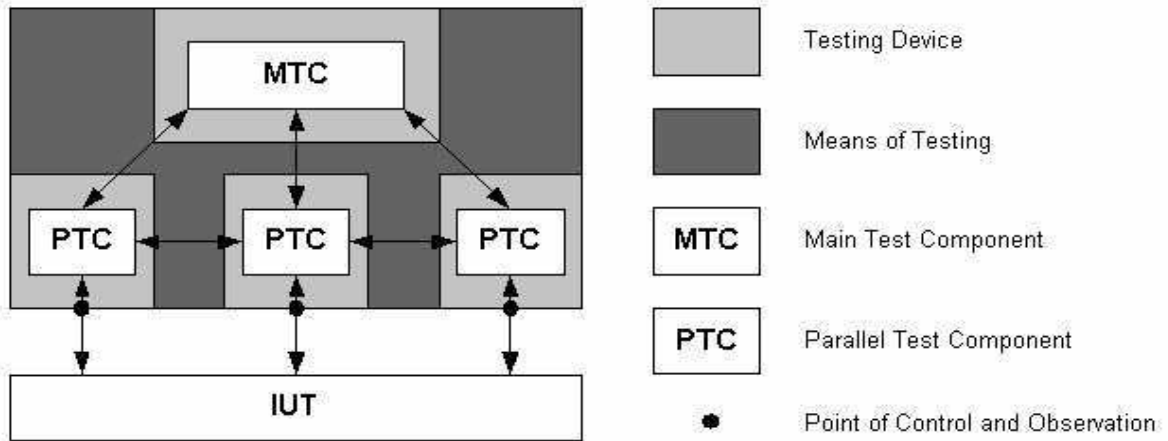 MTC
PTC PTC PTC
IUT
Testing Device
Means of Testing
MTC Main Test Component
PTC Parallel Test Component
Point of Control and Observation